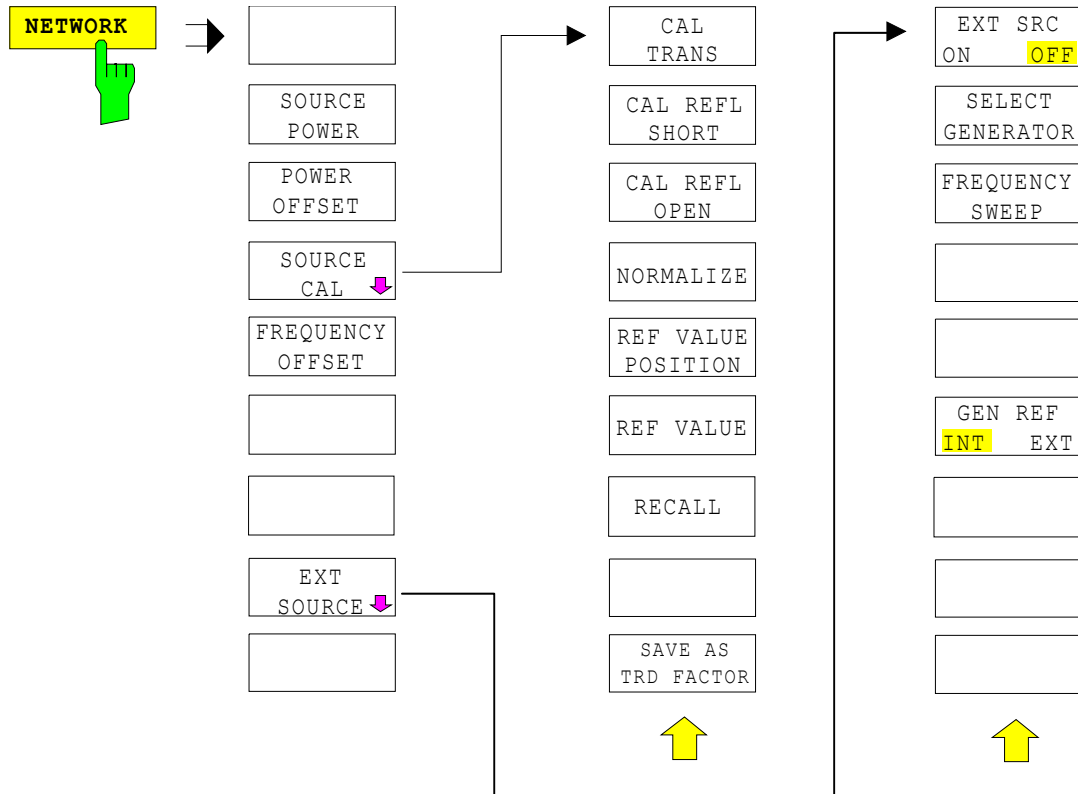 NETWORK
SOURCE
POWER
POWER
OFFSET
SOURCE
CAL
FREQUENCY
OFFSET
EXT
SOURCE
CAL
TRANS
CAL REFL
SHORT
CAL REFL
OPEN
NORMALIZE
REF VALUE
POSITION
REF VALUE
RECALL
SAVE AS
TRD FACTOR
EXT SRC
ON OFF
SELECT
GENERATOR
FREQUENCY
SWEEP
GEN REF
INT EXT